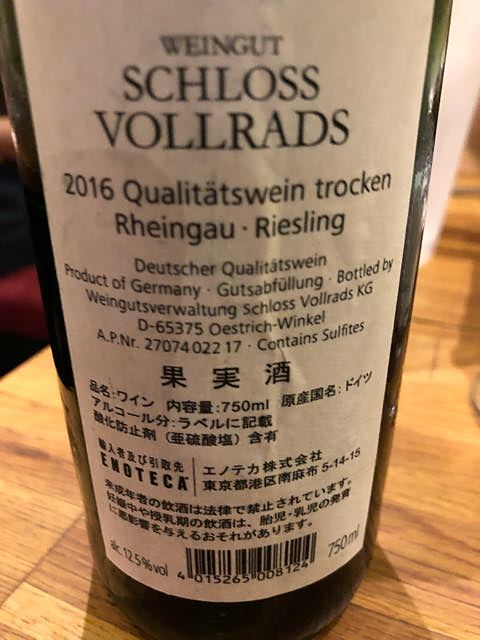 WEINGUT
SCHLOSS
VOLLRADS
2016 Qualitätswein trocken
Rheingau · Riesling
Deutscher Qualitätswein
Product of Germany · Gutsabfüllung · Bottled by
Weingutsverwaltung Schloss Vollrads KG
D-65375 Oestrich-Winkel
A.P.Nr. 27074 022 17 · Contains Sulfites
果実酒
品名:ワイン 内容量:750ml 原産国名:ドイツ
アルコール分:ラベルに記載
酸化防止剤(亜硫酸塩)含有
輸入者及び引取先 エノテカ株式会社
ENOTECA 東京都港区南麻布 5-14-15
未成年者の飲酒は法律で禁止されています。
妊娠中や授乳期の飲酒は、胎児・乳児の発育
に悪影響を与えるおそれがあります。
alc 12.5% vol 4 015265 008124 750ml